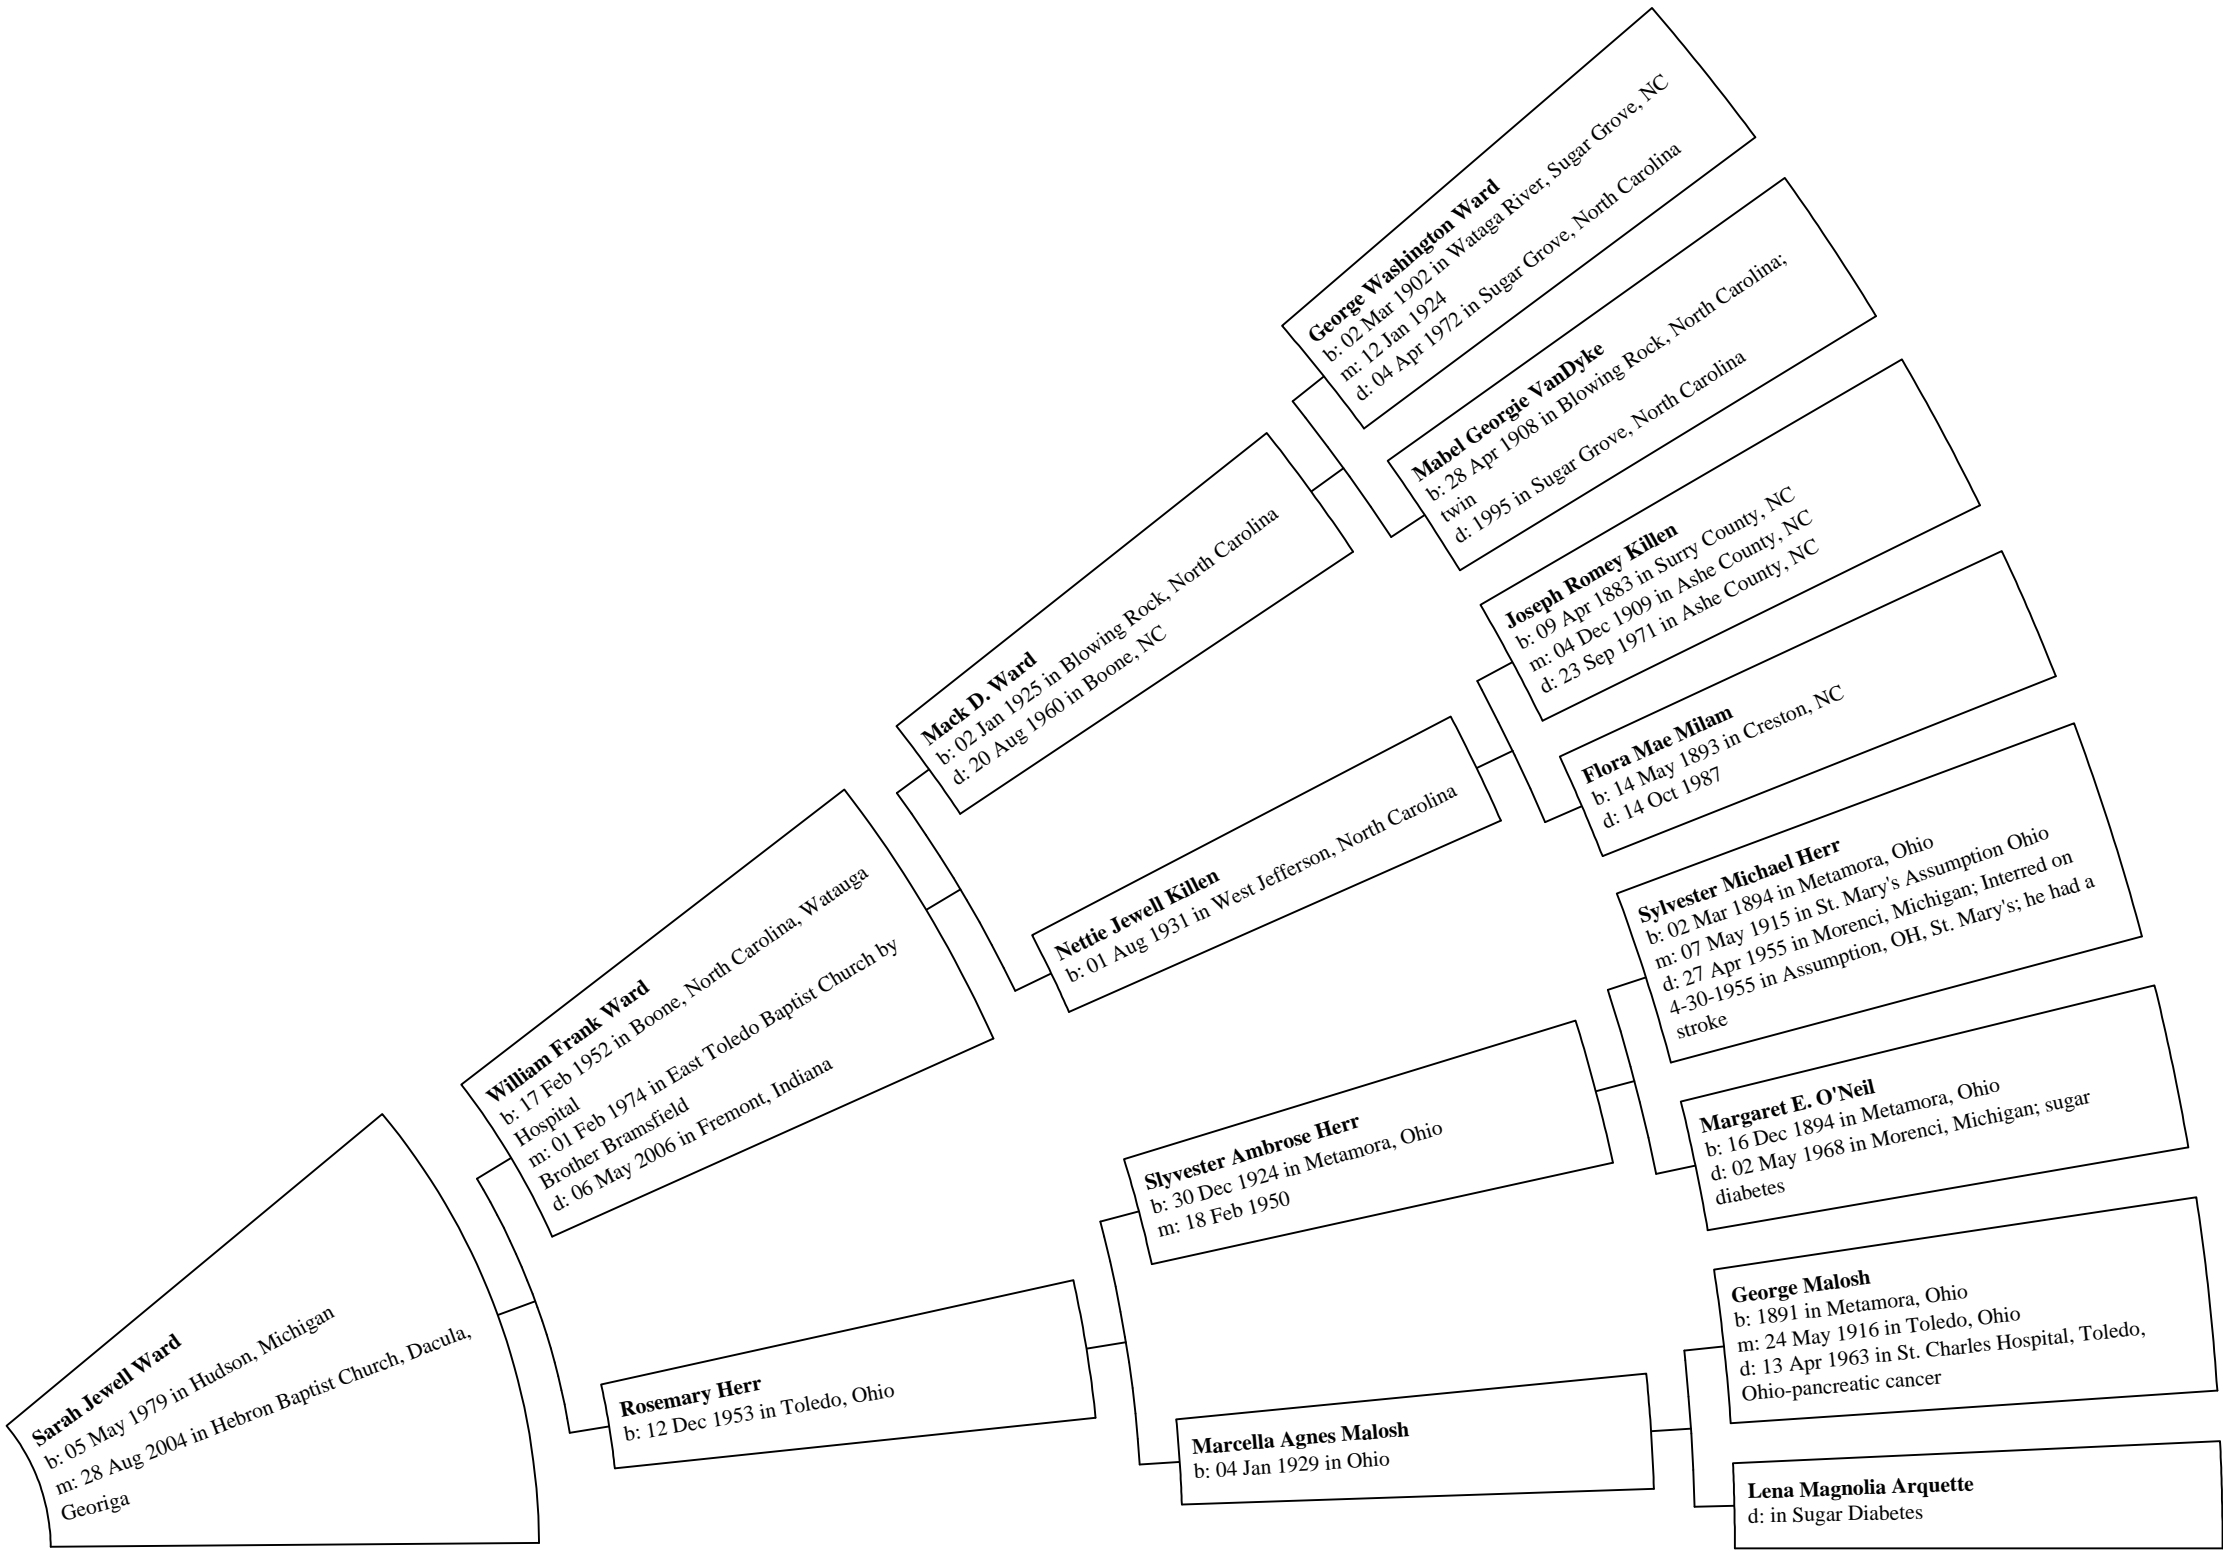 George Washington Ward
b: 02 Mar 1902 in Wataga River, Sugar Grove, NC
m: 12 Jan 1924
d: 04 Apr 1972 in Sugar Grove, North Carolina
Mabel Georgie VanDyke
b: 28 Apr 1908 in Blowing Rock, North Carolina;
twin
d: 1995 in Sugar Grove, North Carolina
Joseph Romey Killen
b: 09 Apr 1883 in Surry County, NC
m: 04 Dec 1909 in Ashe County, NC
d: 23 Sep 1971 in Ashe County, NC
Mack D. Ward
b: 02 Jan 1925 in Blowing Rock, North Carolina
d: 20 Aug 1960 in Boone, NC
Flora Mae Milam
b: 14 May 1893 in Creston, NC
d: 14 Oct 1987
Nettie Jewell Killen
b: 01 Aug 1931 in West Jefferson, North Carolina
Sylvester Michael Herr
b: 02 Mar 1894 in Metamora, Ohio
m: 07 May 1915 in St. Mary's Assumption Ohio
d: 27 Apr 1955 in Morenci, Michigan; Interred on
4-30-1955 in Assumption, OH, St. Mary's; he had a
stroke
William Frank Ward
b: 17 Feb 1952 in Boone, North Carolina, Watauga
Hospital
m: 01 Feb 1974 in East Toledo Baptist Church by
Brother Bramsfield
d: 06 May 2006 in Fremont, Indiana
Margaret E. O'Neil
b: 16 Dec 1894 in Metamora, Ohio
d: 02 May 1968 in Morenci, Michigan; sugar
diabetes
Slyvester Ambrose Herr
b: 30 Dec 1924 in Metamora, Ohio
m: 18 Feb 1950
George Malosh
b: 1891 in Metamora, Ohio
m: 24 May 1916 in Toledo, Ohio
d: 13 Apr 1963 in St. Charles Hospital, Toledo,
Ohio-pancreatic cancer
Sarah Jewell Ward
b: 05 May 1979 in Hudson, Michigan
m: 28 Aug 2004 in Hebron Baptist Church, Dacula,
Georiga
Rosemary Herr
b: 12 Dec 1953 in Toledo, Ohio
Marcella Agnes Malosh
b: 04 Jan 1929 in Ohio
Lena Magnolia Arquette
d: in Sugar Diabetes